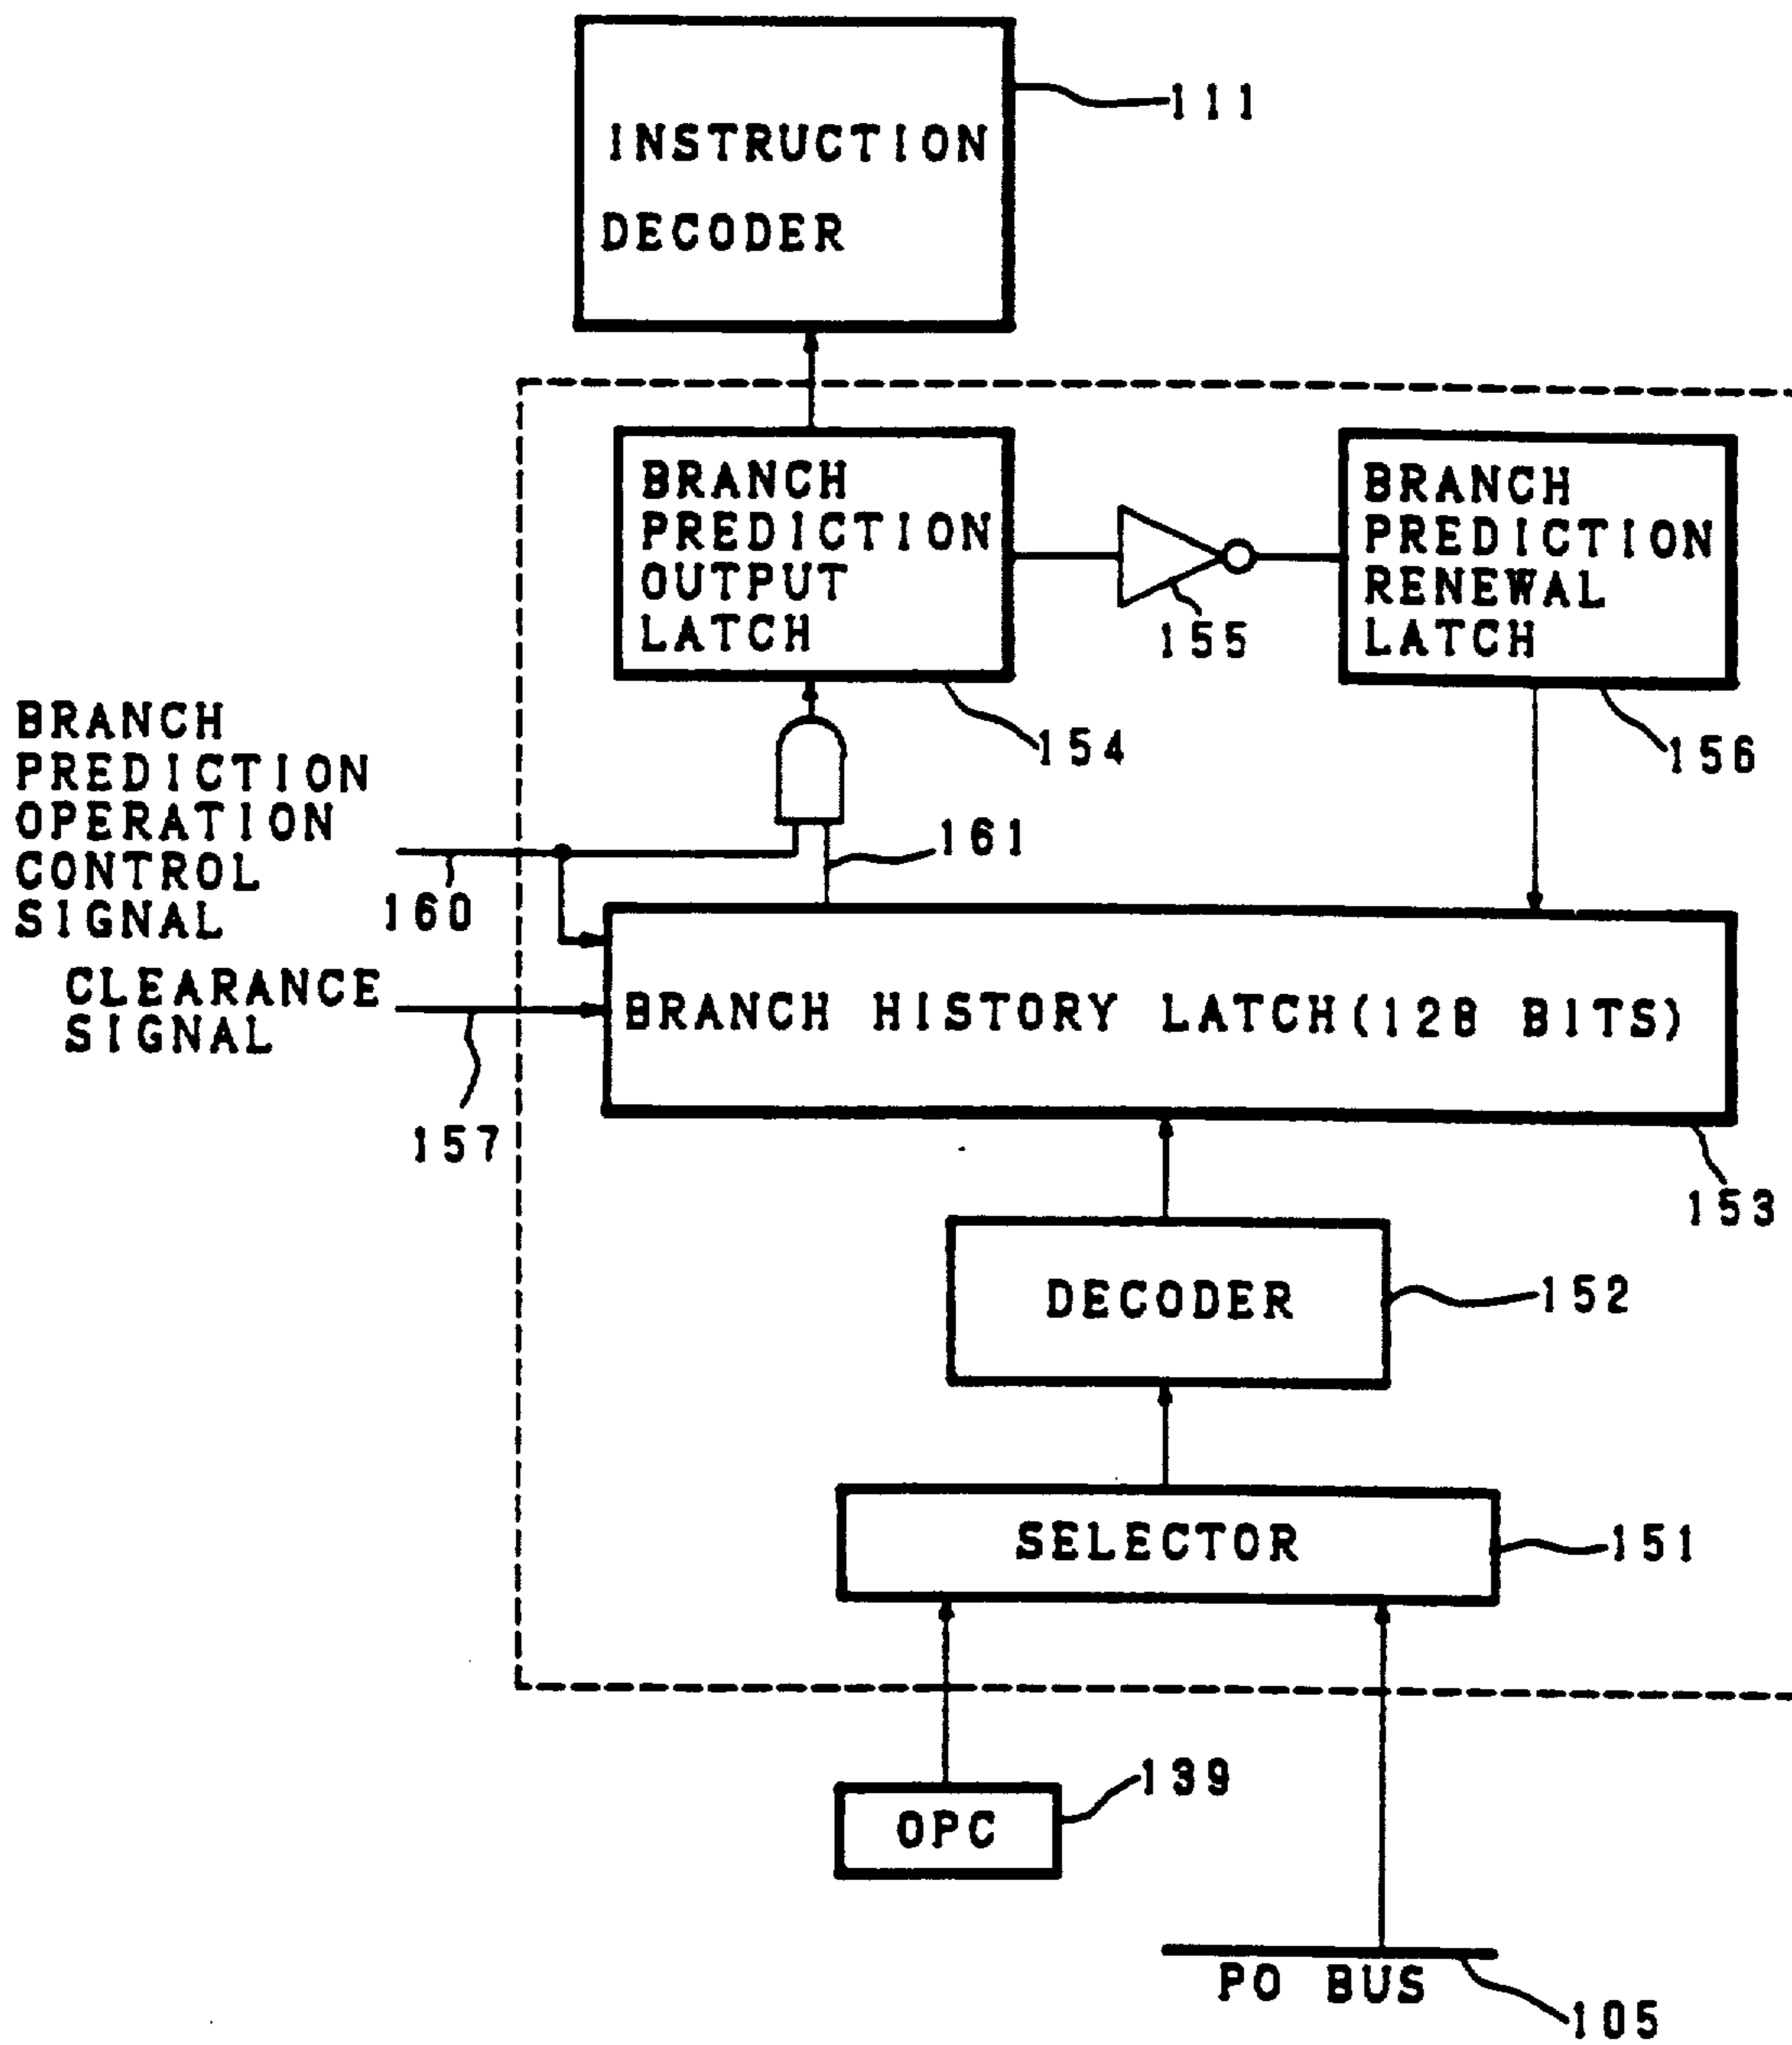 INSTRUCTION
DECODER
111
BRANCH
PREDICTION
OUTPUT
LATCH
BRANCH
PREDICTION
RENEWAL
LATCH
155
154
156
BRANCH
PREDICTION
OPERATION
CONTROL
SIGNAL
160
161
CLEARANCE
SIGNAL
157
BRANCH HISTORY LATCH(128 BITS)
153
DECODER
152
SELECTOR
151
OPC
139
PO BUS
105